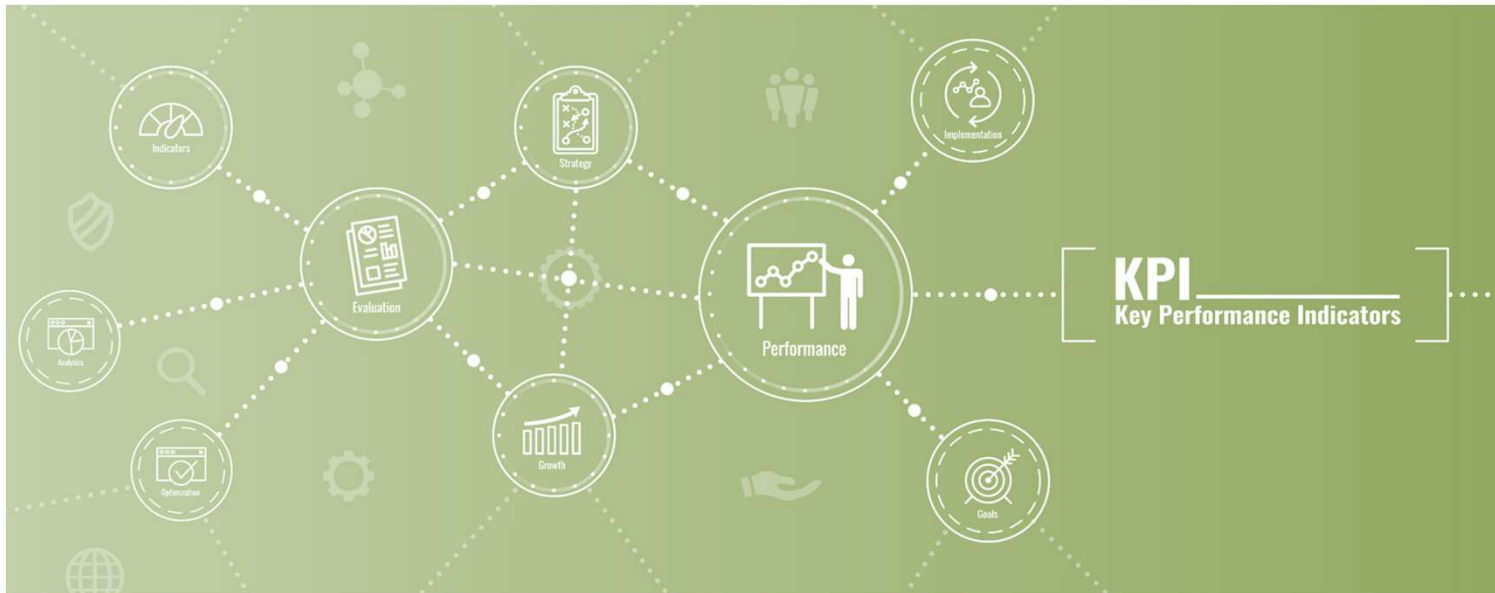 Indicators
Strategy
Implementation
Evaluation
KPI
Key Performance Indicators
Analytics
Performance
Growth
Optimization
Goals